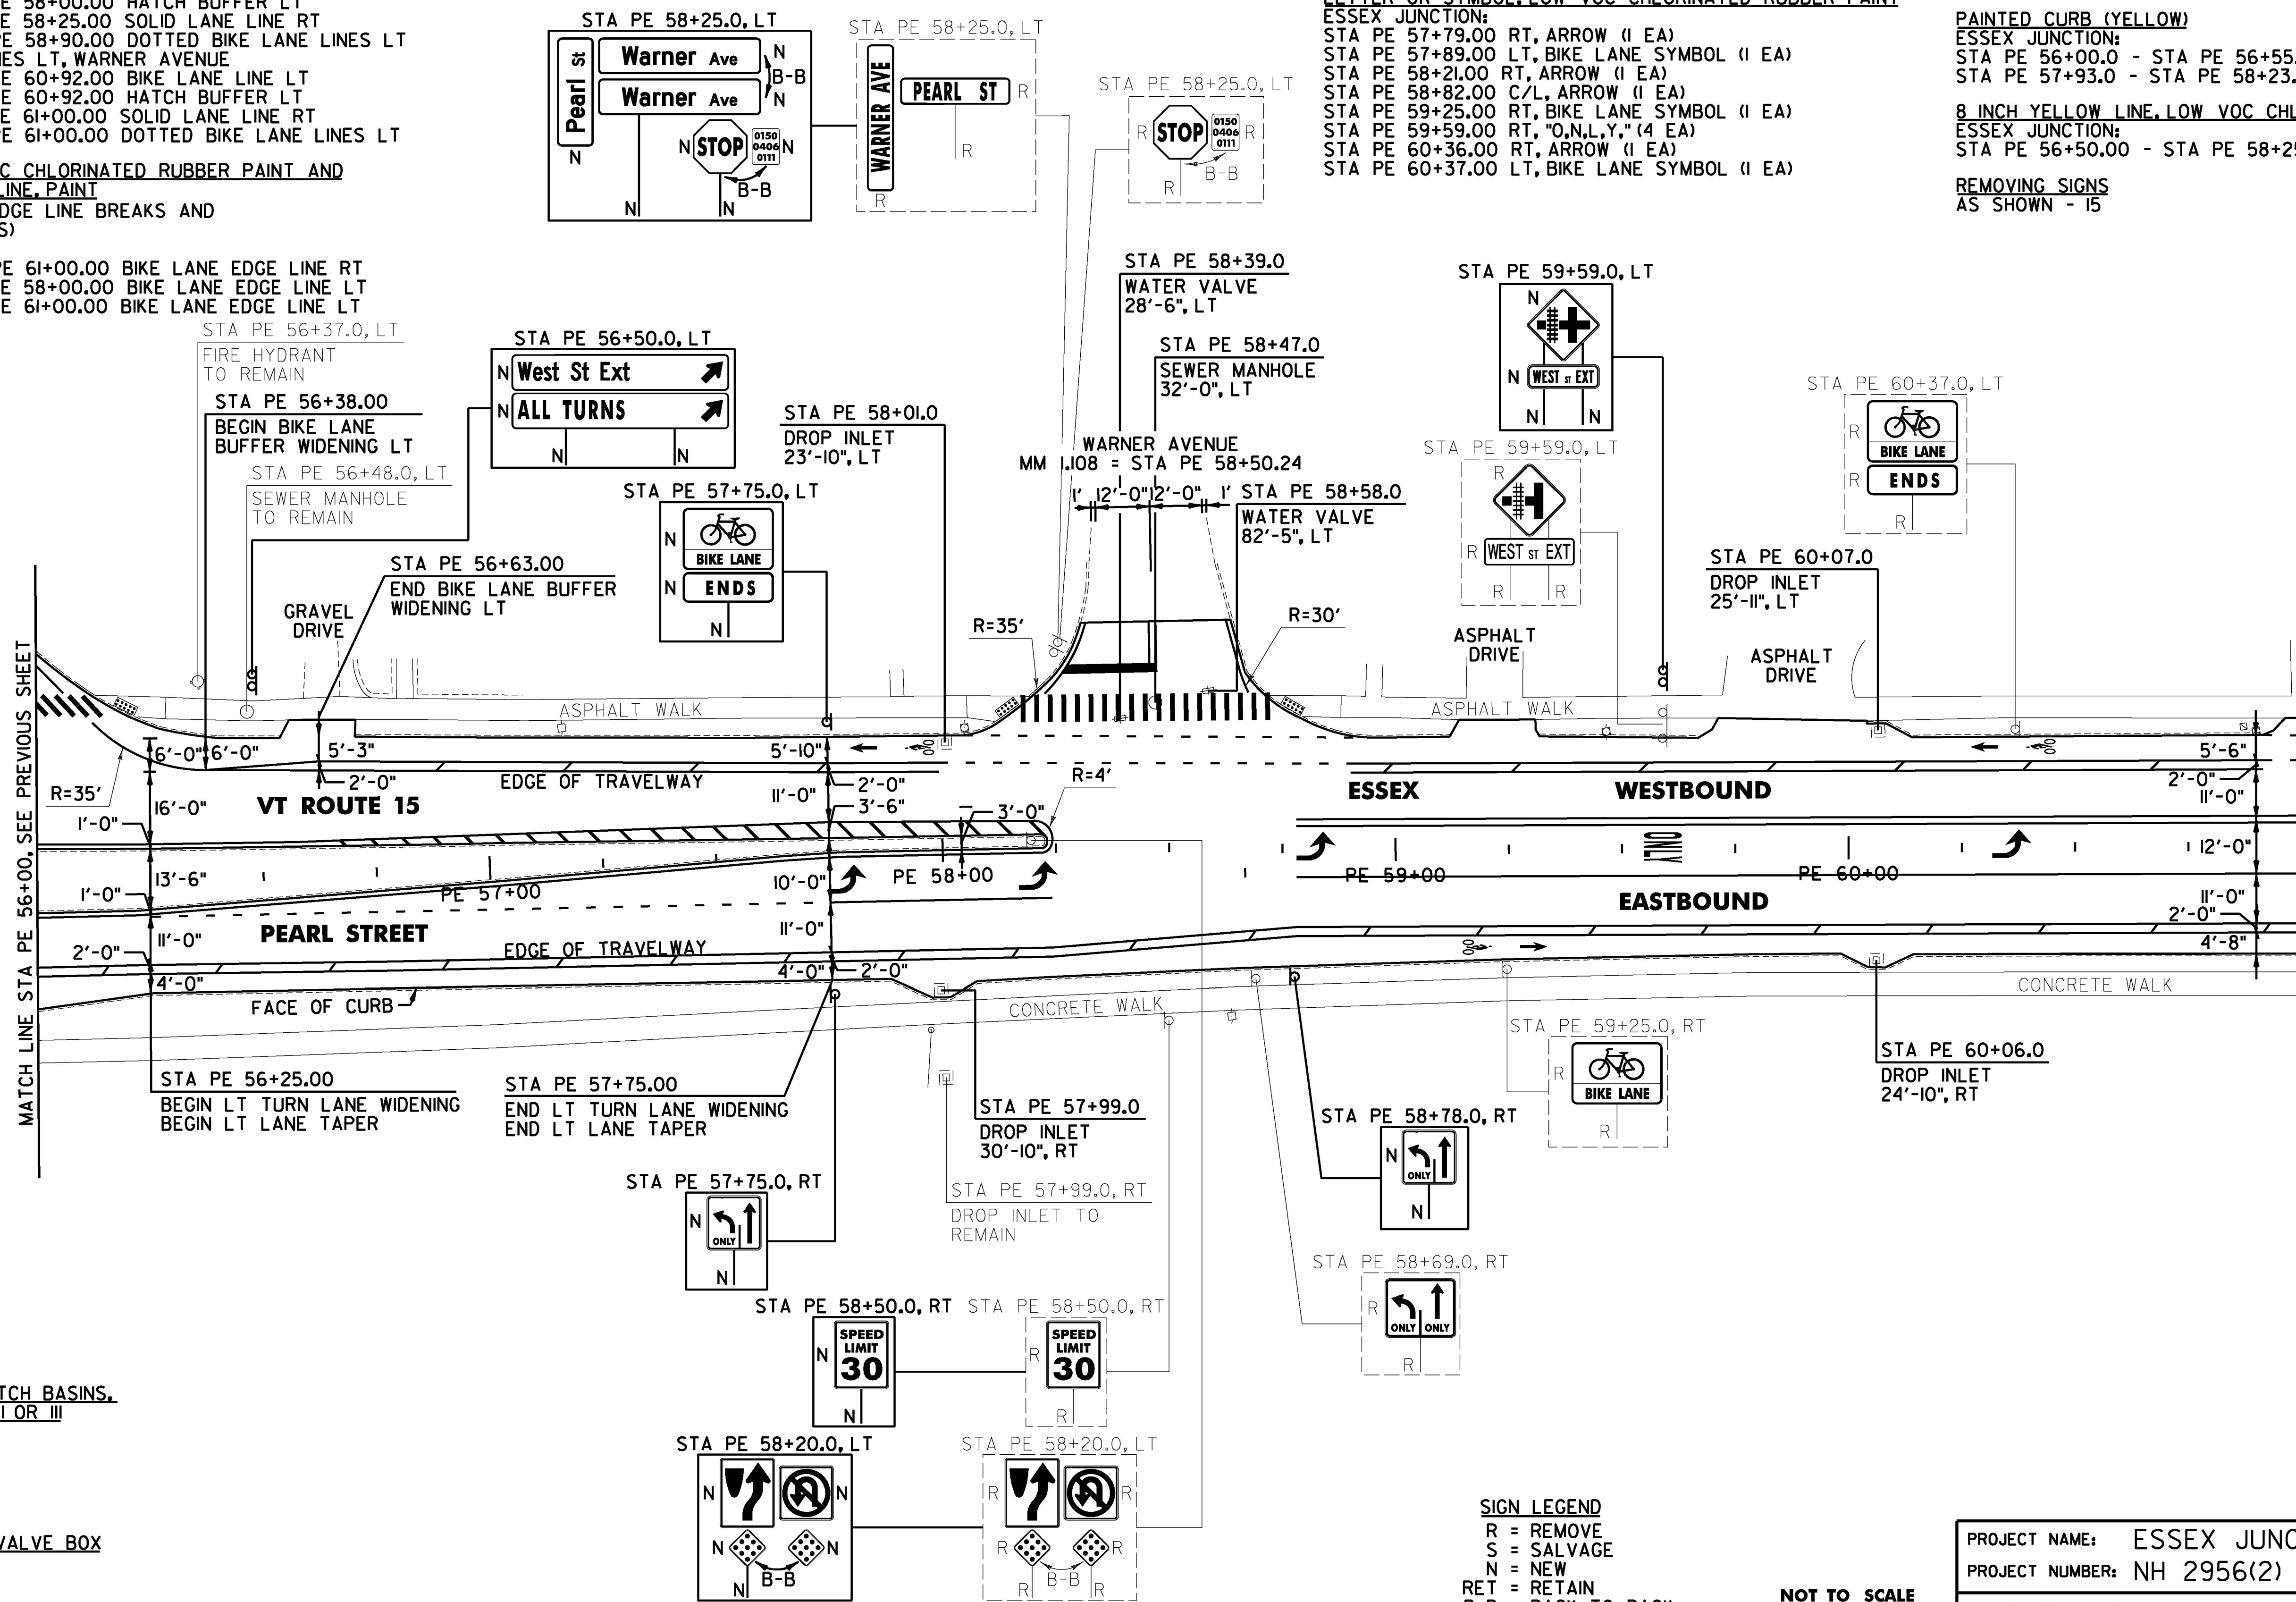 E 58+00.00 HATCH BUFFER LT
PE 58+25.00 SOLID LANE LINE RT
PE 58+90.00 DOTTED BIKE LANE LINES LT
ES LT, WARNER AVENUE
E 60+92.00 BIKE LANE LINE LT
E 60+92.00 HATCH BUFFER LT
E 61+00.00 SOLID LANE LINE RT
PE 61+00.00 DOTTED BIKE LANE LINES LT
C CHLORINATED RUBBER PAINT AND
LINE, PAINT
DGE LINE BREAKS AND
S)
PE 61+00.00 BIKE LANE EDGE LINE RT
E 58+00.00 BIKE LANE EDGE LINE LT
E 61+00.00 BIKE LANE EDGE LINE LT
STA PE 58+25.0, LT
Pearl St
N
Warner Ave N
B-B
Warner Ave N
N STOP 0150 0406 0111 N
B-B
N N
STA PE 58+25.0, LT
WARNER AVE
R
PEARL ST R
R
STA PE 58+25.0, LT
R STOP 0150 0406 0111 R
R B-B
LETTER OR SYMBOL, LOW VOC CHLORINATED RUBBER PAINT
ESSEX JUNCTION:
STA PE 57+79.00 RT, ARROW (1 EA)
STA PE 57+89.00 LT, BIKE LANE SYMBOL (1 EA)
STA PE 58+21.00 RT, ARROW (1 EA)
STA PE 58+82.00 C/L, ARROW (1 EA)
STA PE 59+25.00 RT, BIKE LANE SYMBOL (1 EA)
STA PE 59+59.00 RT, "O,N,L,Y," (4 EA)
STA PE 60+36.00 RT, ARROW (1 EA)
STA PE 60+37.00 LT, BIKE LANE SYMBOL (1 EA)
PAINTED CURB (YELLOW)
ESSEX JUNCTION:
STA PE 56+00.0 - STA PE 56+55.
STA PE 57+93.0 - STA PE 58+23.
8 INCH YELLOW LINE, LOW VOC CHL
ESSEX JUNCTION:
STA PE 56+50.00 - STA PE 58+25
REMOVING SIGNS
AS SHOWN - 15
STA PE 56+37.0, LT
FIRE HYDRANT
TO REMAIN
STA PE 56+38.00
BEGIN BIKE LANE
BUFFER WIDENING LT
STA PE 56+48.0, LT
SEWER MANHOLE
TO REMAIN
STA PE 56+50.0, LT
N West St Ext
N ALL TURNS
N N
STA PE 56+63.00
END BIKE LANE BUFFER
WIDENING LT
GRAVEL
DRIVE
STA PE 57+75.0, LT
N
BIKE LANE
N ENDS
N
STA PE 58+01.0
DROP INLET
23'-10", LT
STA PE 58+39.0
WATER VALVE
28'-6", LT
STA PE 58+47.0
SEWER MANHOLE
32'-0", LT
WARNER AVENUE
MM 1.108 = STA PE 58+50.24
1' 12'-0" 12'-0" 1'
STA PE 58+58.0
WATER VALVE
82'-5", LT
R=35'
R=30'
STA PE 59+59.0, LT
N
N WEST ST EXT
N N
STA PE 59+59.0, LT
R
R WEST ST EXT
R R
STA PE 60+37.0, LT
R
BIKE LANE
R ENDS
R
STA PE 60+07.0
DROP INLET
25'-11", LT
ASPHALT
DRIVE
ASPHALT
DRIVE
MATCH LINE STA PE 56+00, SEE PREVIOUS SHEET
ASPHALT WALK
ASPHALT WALK
6'-0" 6'-0" 5'-3"
5'-10"
5'-6"
2'-0" EDGE OF TRAVELWAY 2'-0"
2'-0"
R=35'
R=4'
16'-0" VT ROUTE 15
11'-0"
3'-6"
3'-0"
ESSEX WESTBOUND
11'-0"
1'-0"
13'-6"
1'-0"
PE 57+00
10'-0"
PE 58+00
PE 59+00
ONLY
PE 60+00
12'-0"
11'-0" PEARL STREET
11'-0"
EASTBOUND
11'-0"
2'-0"
EDGE OF TRAVELWAY
2'-0"
4'-0"
4'-0" 2'-0"
4'-8"
FACE OF CURB
CONCRETE WALK
CONCRETE WALK
STA PE 56+25.00
BEGIN LT TURN LANE WIDENING
BEGIN LT LANE TAPER
STA PE 57+75.00
END LT TURN LANE WIDENING
END LT LANE TAPER
STA PE 57+99.0
DROP INLET
30'-10", RT
STA PE 57+99.0, RT
DROP INLET TO
REMAIN
STA PE 59+25.0, RT
R
BIKE LANE
R
STA PE 60+06.0
DROP INLET
24'-10", RT
STA PE 58+78.0, RT
N
ONLY
N
STA PE 57+75.0, RT
N
ONLY
N
STA PE 58+69.0, RT
R
ONLY ONLY
R
STA PE 58+50.0, RT
N SPEED LIMIT 30
N
STA PE 58+50.0, RT
R SPEED LIMIT 30
R
STA PE 58+20.0, LT
N N
N N
N B-B
STA PE 58+20.0, LT
R R
R R
R B-B R
TCH BASINS,
I OR III
VALVE BOX
SIGN LEGEND
R = REMOVE
S = SALVAGE
N = NEW
RET = RETAIN
B-B = BACK TO BACK
NOT TO SCALE
PROJECT NAME: ESSEX JUNC
PROJECT NUMBER: NH 2956(2)